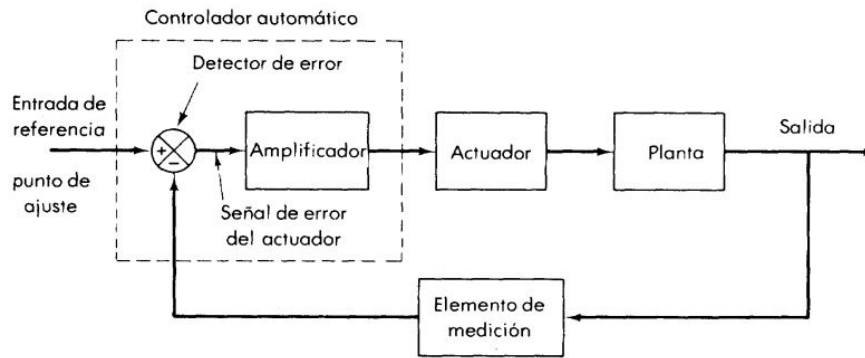 Controlador automático
Detector de error
Entrada de
referencia
punto de
ajuste
+
−
Señal de error
del actuador
Amplificador
Actuador
Planta
Salida
Elemento de
medición